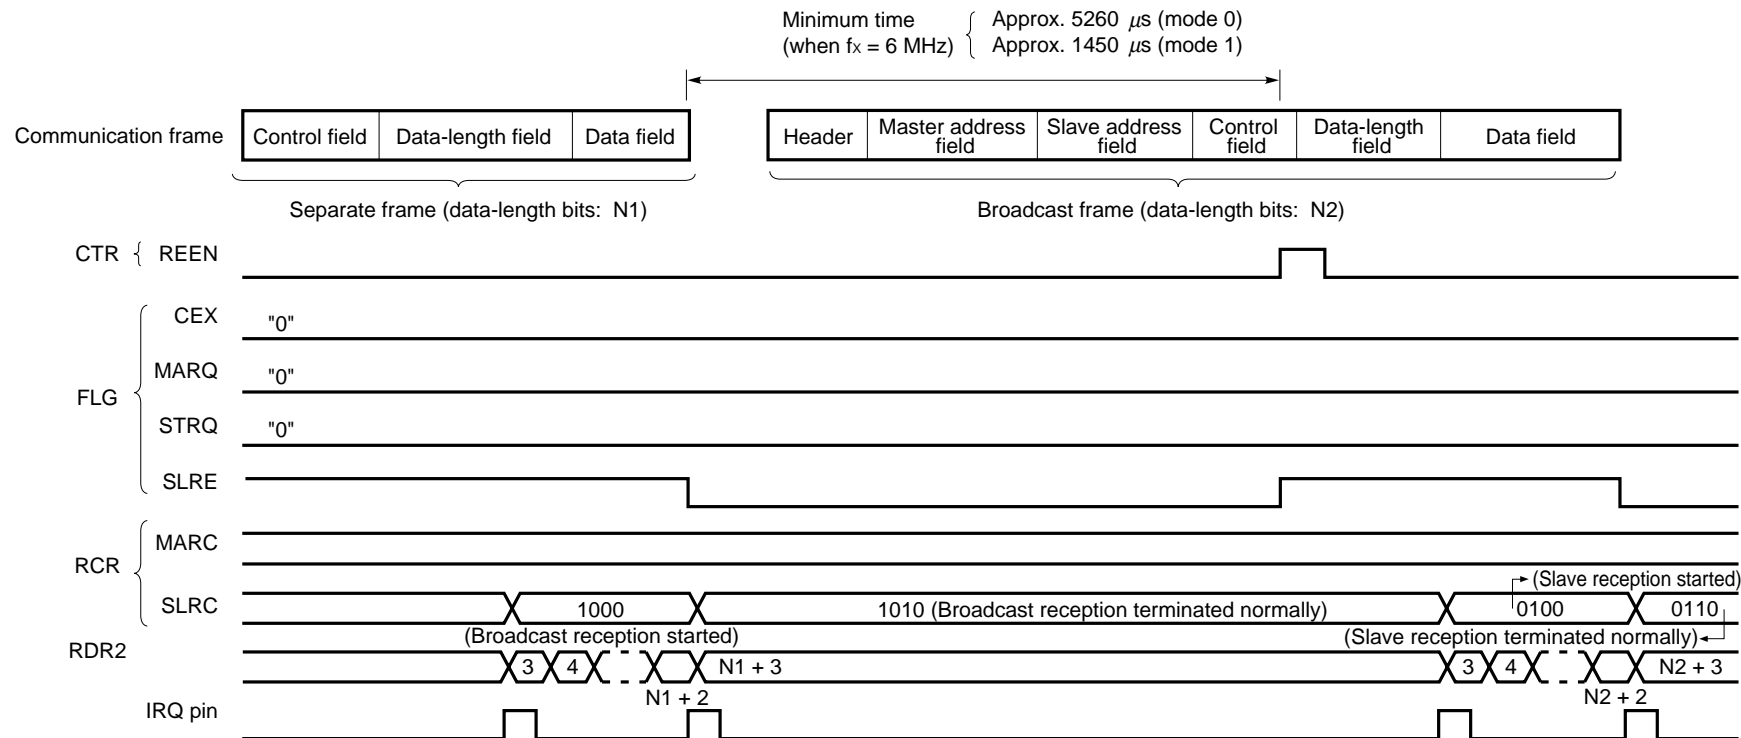 Minimum time
(when fx = 6 MHz)
Approx. 5260 μs (mode 0)
Approx. 1450 μs (mode 1)
Communication frame
Control field
Data-length field
Data field
Header
Master address
field
Slave address
field
Control
field
Data-length
field
Data field
Separate frame (data-length bits: N1)
Broadcast frame (data-length bits: N2)
CTR { REEN
FLG
CEX
"0"
MARQ
"0"
STRQ
"0"
SLRE
RCR
MARC
SLRC
1000
1010 (Broadcast reception terminated normally)
(Slave reception started)
0100
0110
(Broadcast reception started)
(Slave reception terminated normally)
RDR2
3
4
N1 + 2
N1 + 3
3
4
N2 + 2
N2 + 3
IRQ pin